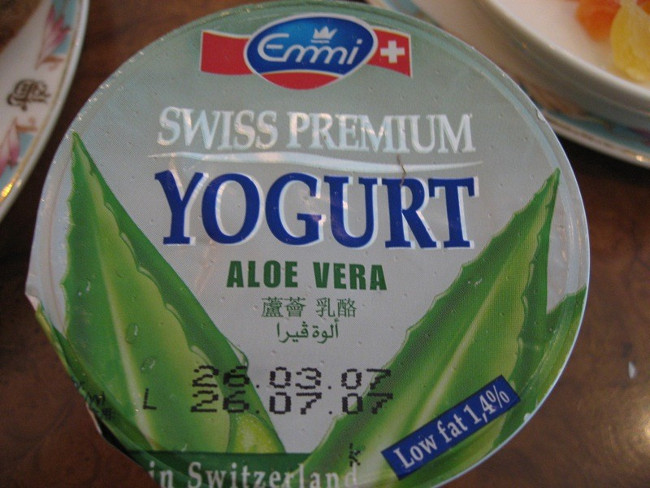 Emmi
SWISS PREMIUM
YOGURT
ALOE VERA
蘆薈 乳酪
ألوة ڤيرا
26.03.07
L 26.07.07
Low fat 1,4%
in Switzerland